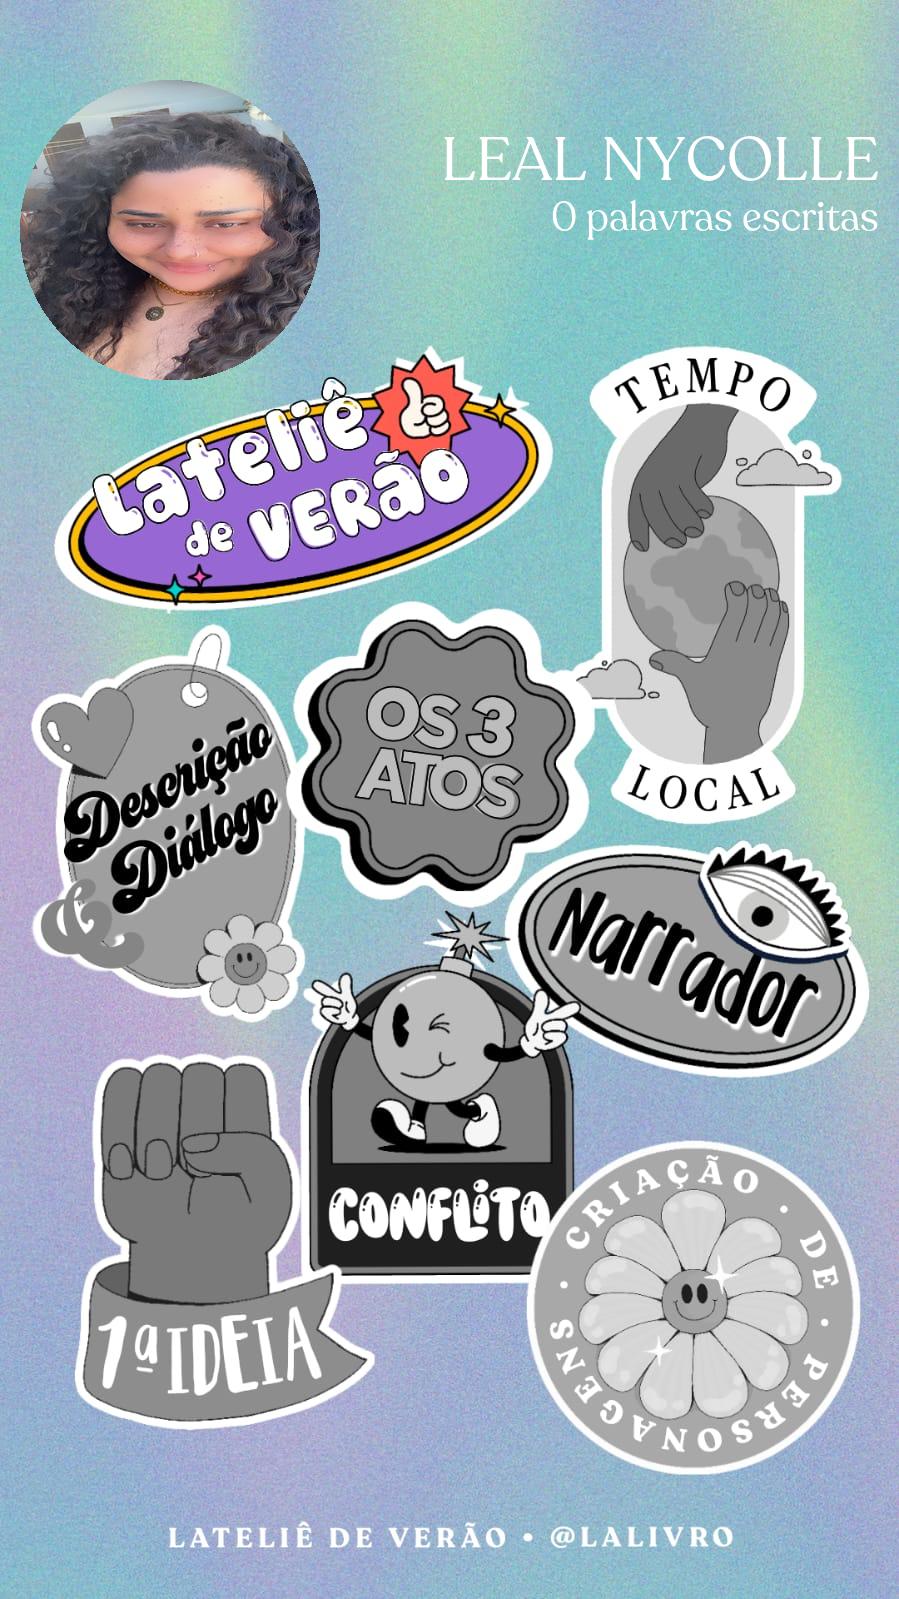 LEAL NYCOLLE
0 palavras escritas
Lateliê
de VERÃO
TEMPO
LOCAL
OS 3
ATOS
Descrição
&
Diálogo
Narrador
CONFLITO
1ª IDEIA
CRIAÇÃO · DE · PERSONAGENS ·
LATELIÊ DE VERÃO • @LALIVRO